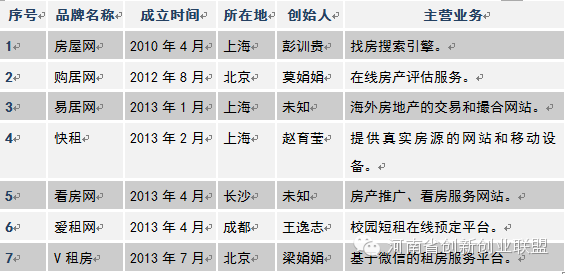 序号 品牌名称 成立时间 所在地 创始人 主营业务
1 房屋网 2010 年 4 月 上海 彭训贵 找房搜索引擎。
2 购居网 2012 年 8 月 北京 莫娟娟 在线房产评估服务。
3 易居网 2013 年 1 月 上海 未知 海外房地产的交易和撮合网站。
4 快租 2013 年 2 月 上海 赵育莹 提供真实房源的网站和移动设
备。
5 看房网 2013 年 4 月 长沙 未知 房产推广、看房服务网站。
6 爱租网 2013 年 4 月 成都 王逸志 校园短租在线预定平台。
7 V 租房 2013 年 7 月 北京 梁娟娟 基于微信的租房服务平台。
河南省创新创业联盟